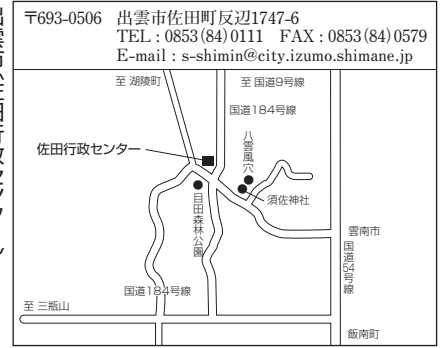 〒693-0506 出雲市佐田町反辺1747-6
TEL：0853(84)0111 FAX：0853(84)0579
E-mail：s-shimin@city.izumo.shimane.jp
至 湖陵町
至 国道9号線
国道184号線
八雲風穴
佐田行政センター
須佐神社
目田森林公園
雲南市
国道54号線
国道184号線
至 三瓶山
飯南町